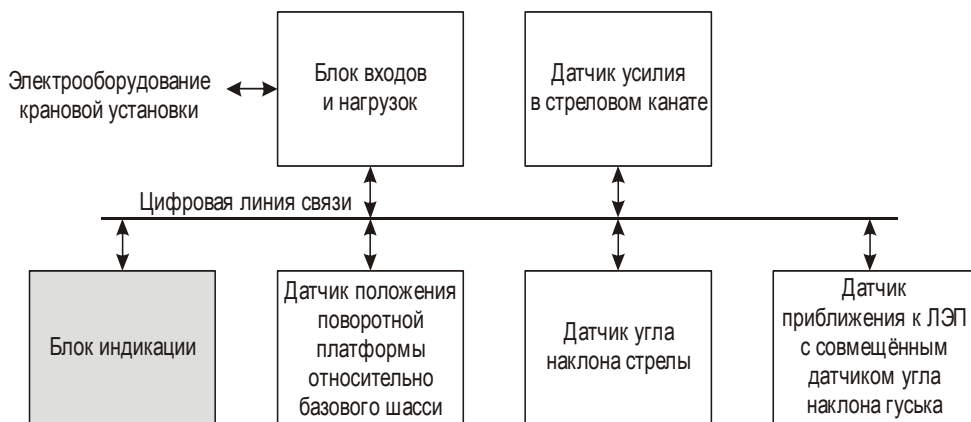 Электрооборудование
крановой установки
Блок входов
и нагрузок
Датчик усилия
в стреловом канате
Цифровая линия связи
Блок индикации
Датчик положения
поворотной
платформы
относительно
базового шасси
Датчик угла
наклона стрелы
Датчик
приближения к ЛЭП
с совмещённым
датчиком угла
наклона гуська